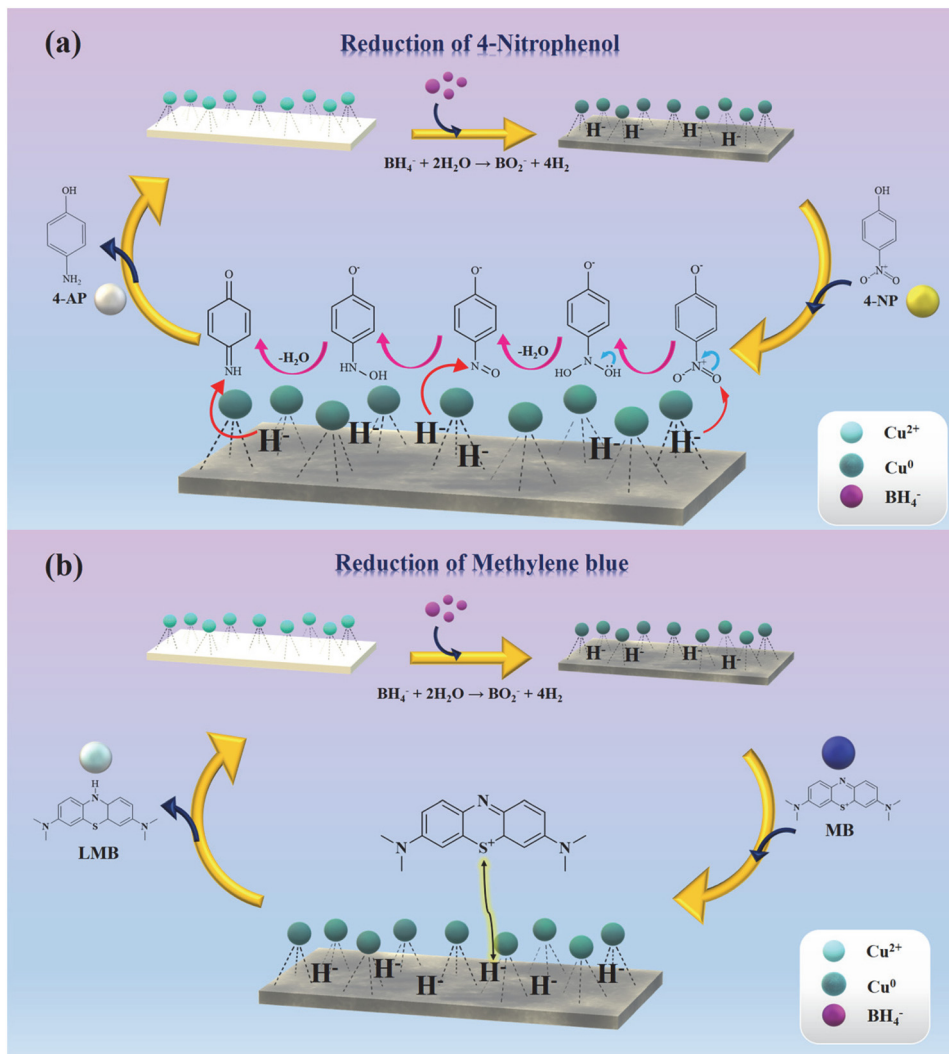 (a)
Reduction of 4-Nitrophenol
H⁻ H⁻ H⁻ H⁻ H⁻
BH₄⁻ + 2H₂O → BO₂⁻ + 4H₂
OH
NH₂
4-AP
OH
N⁺
O⁻ O
4-NP
O O⁻ O⁻ O⁻ O⁻
-H₂O -H₂O
NH HN OH N O HO N OH O⁻ N⁺ O
H⁻ H⁻ H⁻ H⁻ H⁻ H⁻
Cu²⁺
Cu⁰
BH₄⁻
(b)
Reduction of Methylene blue
H⁻ H⁻ H⁻ H⁻ H⁻
BH₄⁻ + 2H₂O → BO₂⁻ + 4H₂
H
N
N S N
LMB
N
N S⁺ N
MB
N
N S⁺ N
H⁻ H⁻ H⁻ H⁻ H⁻ H⁻
Cu²⁺
Cu⁰
BH₄⁻